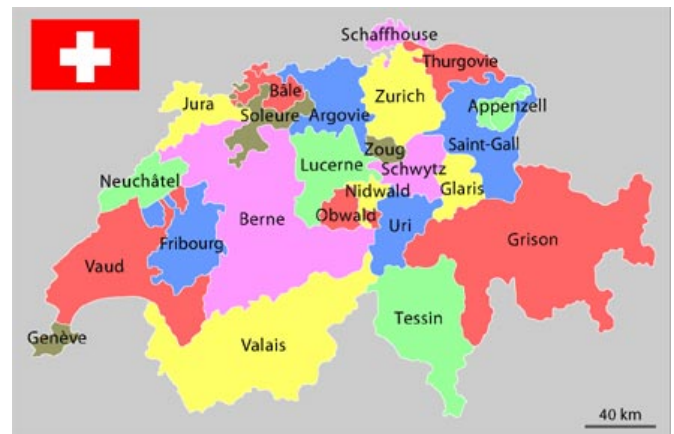 Schaffhouse
Thurgovie
Bâle
Jura
Zurich
Appenzell
Soleure
Argovie
Saint-Gall
Zoug
Lucerne
Schwytz
Neuchâtel
Nidwald
Glaris
Obwald
Berne
Uri
Fribourg
Grison
Vaud
Tessin
Genève
Valais
40 km